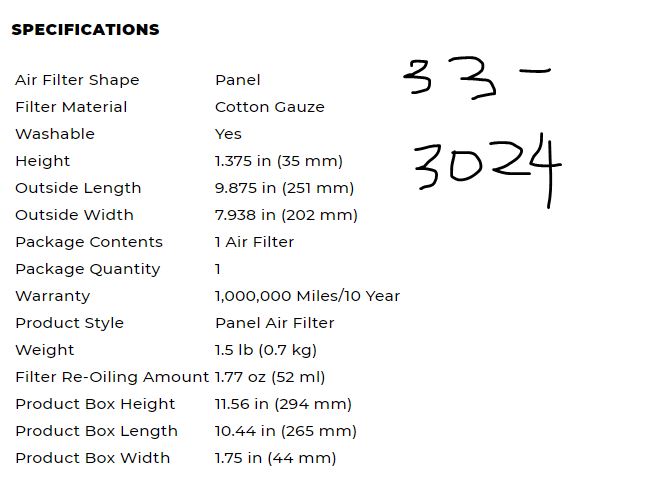 SPECIFICATIONS
33-
3024
Air Filter Shape Panel
Filter Material Cotton Gauze
Washable Yes
Height 1.375 in (35 mm)
Outside Length 9.875 in (251 mm)
Outside Width 7.938 in (202 mm)
Package Contents 1 Air Filter
Package Quantity 1
Warranty 1,000,000 Miles/10 Year
Product Style Panel Air Filter
Weight 1.5 lb (0.7 kg)
Filter Re-Oiling Amount 1.77 oz (52 ml)
Product Box Height 11.56 in (294 mm)
Product Box Length 10.44 in (265 mm)
Product Box Width 1.75 in (44 mm)